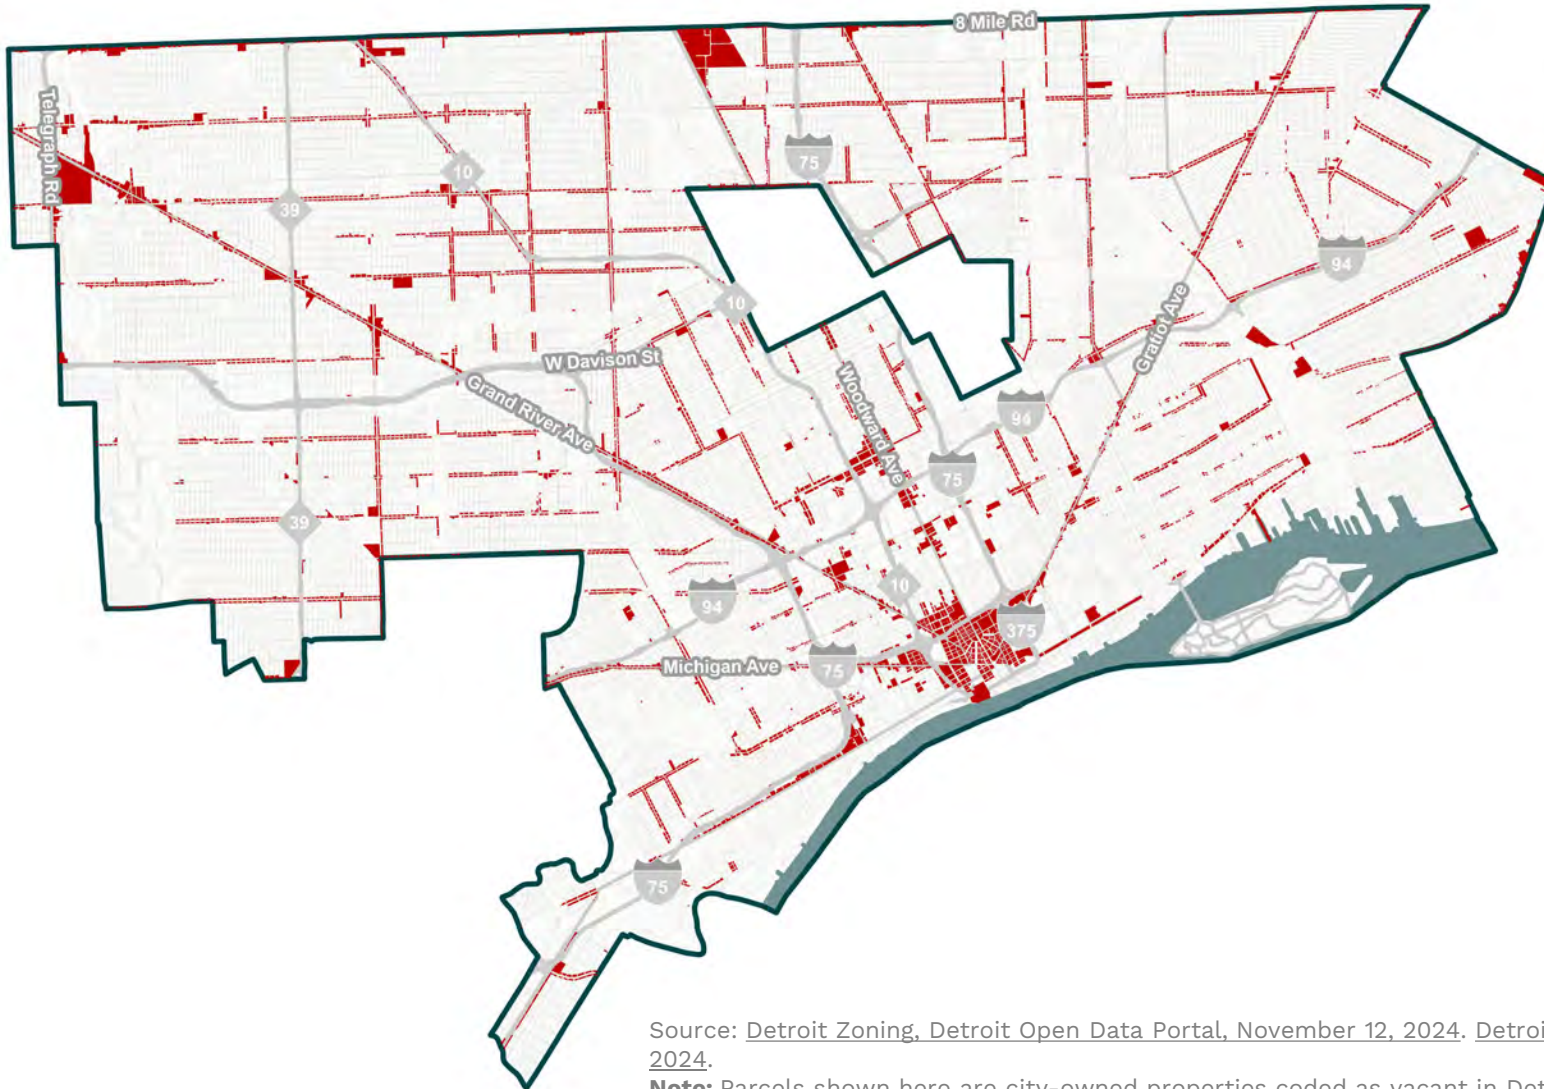 8 Mile Rd
Telegraph Rd
75
10
39
94
10
Gratiot Ave
W Davison St
Grand River Ave
Woodward Ave
94
75
39
10
94
375
Michigan Ave
75
75
Source: Detroit Zoning, Detroit Open Data Portal, November 12, 2024. Detroi
2024.